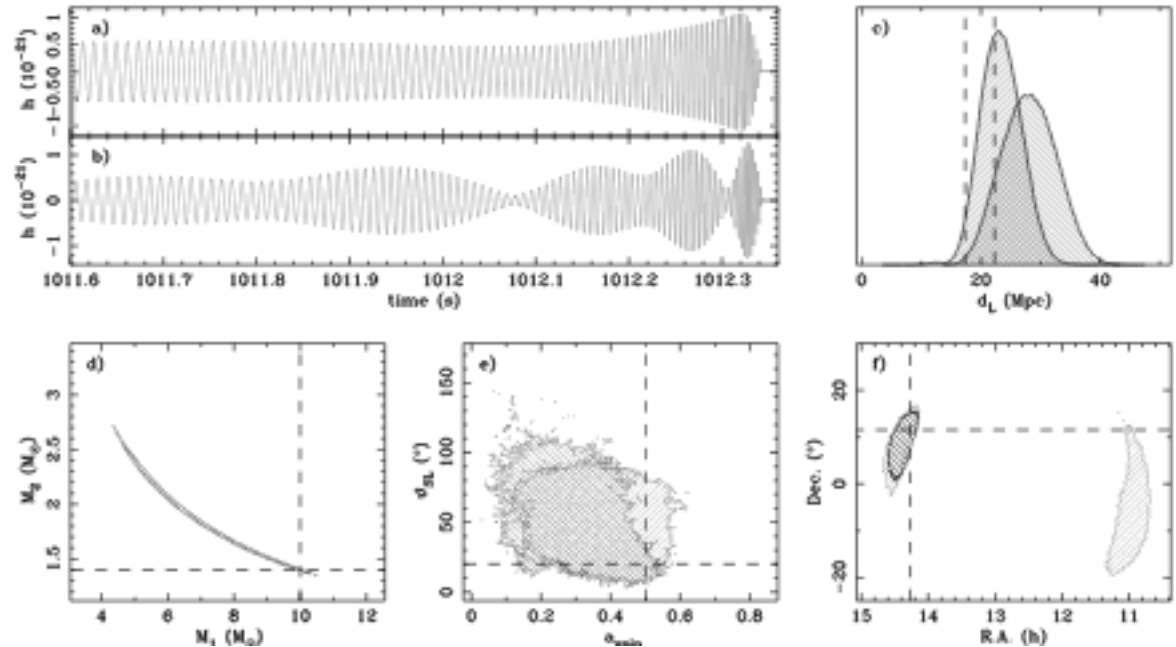 a)
h (10⁻²¹)
−1 −0.5 0 0.5 1
b)
h (10⁻²¹)
−1 0 1
1011.6 1011.7 1011.8 1011.9 1012 1012.1 1012.2 1012.3
time (s)
c)
0 20 40
d_L (Mpc)
d)
M₂ (M☉)
1.5 2 2.5 3
4 6 8 10 12
M₁ (M☉)
e)
θ_SL (°)
0 50 100 150
0 0.2 0.4 0.6 0.8
a_spin
f)
Dec. (°)
−20 0 20
15 14 13 12 11
R.A. (h)